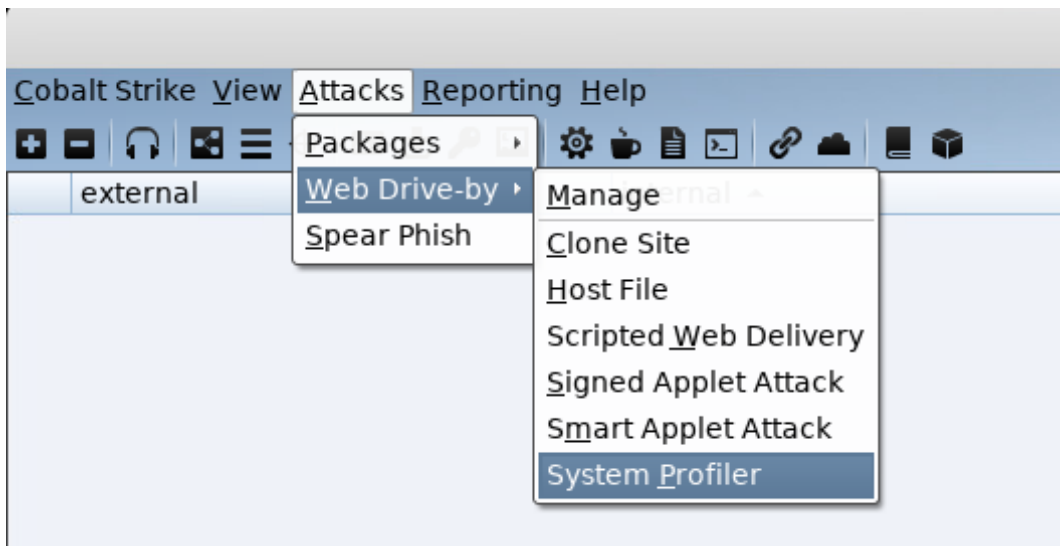 Cobalt Strike View Attacks Reporting Help
Packages
external
Web Drive-by
Manage
Spear Phish
Clone Site
Host File
Scripted Web Delivery
Signed Applet Attack
Smart Applet Attack
System Profiler